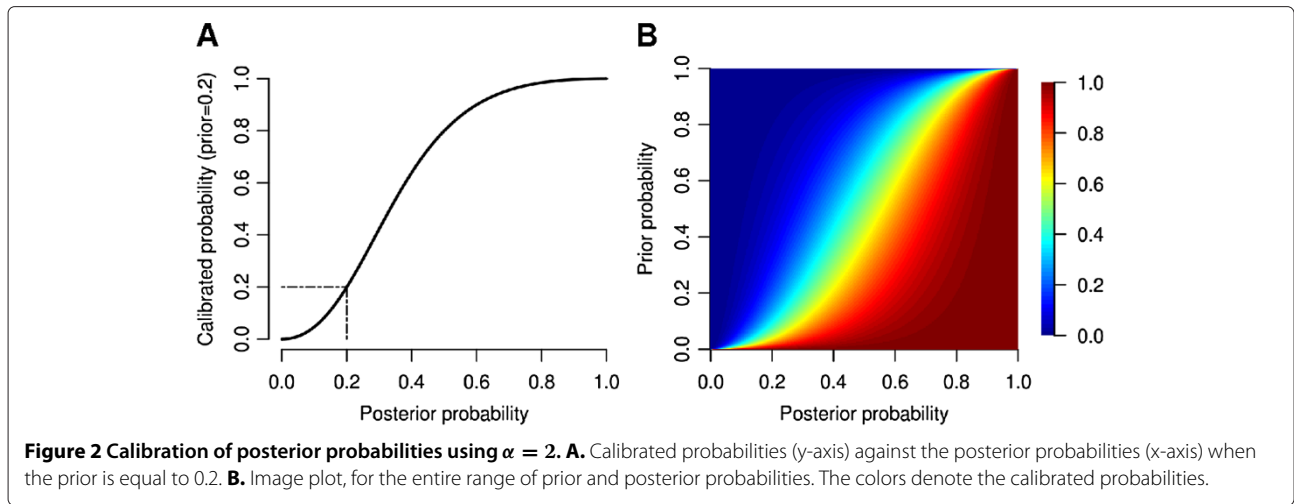 A
B
Calibrated probability (prior=0.2)
1.0
0.8
0.6
0.4
0.2
0.0
0.0 0.2 0.4 0.6 0.8 1.0
Posterior probability
Prior probability
1.0
0.8
0.6
0.4
0.2
0.0
0.0 0.2 0.4 0.6 0.8 1.0
Posterior probability
1.0
0.8
0.6
0.4
0.2
0.0
Figure 2 Calibration of posterior probabilities using α = 2. A. Calibrated probabilities (y-axis) against the posterior probabilities (x-axis) when
the prior is equal to 0.2. B. Image plot, for the entire range of prior and posterior probabilities. The colors denote the calibrated probabilities.